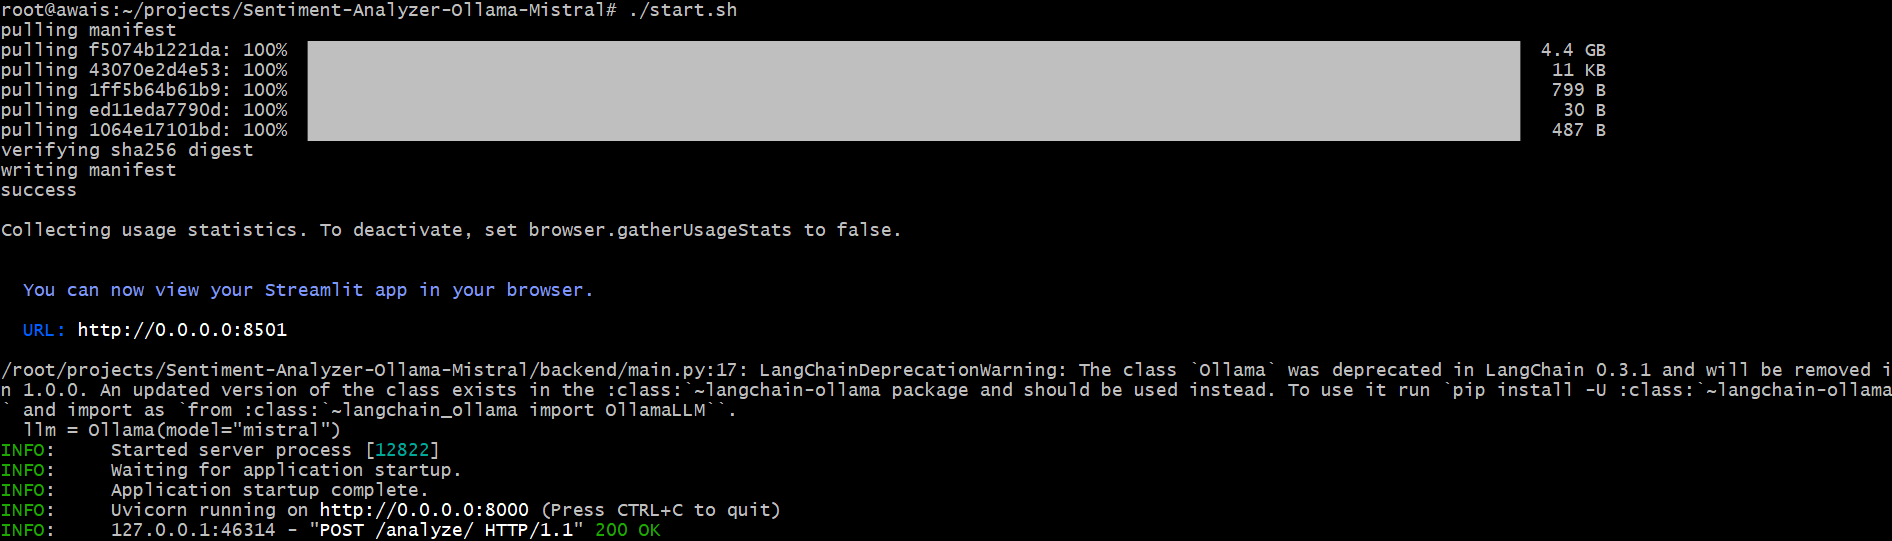 root@awais:~/projects/Sentiment-Analyzer-Ollama-Mistral# ./start.sh
pulling manifest
pulling f5074b1221da: 100% 4.4 GB
pulling 43070e2d4e53: 100% 11 KB
pulling 1ff5b64b61b9: 100% 799 B
pulling ed11eda7790d: 100% 30 B
pulling 1064e17101bd: 100% 487 B
verifying sha256 digest
writing manifest
success
Collecting usage statistics. To deactivate, set browser.gatherUsageStats to false.
You can now view your Streamlit app in your browser.
URL: http://0.0.0.0:8501
/root/projects/Sentiment-Analyzer-Ollama-Mistral/backend/main.py:17: LangChainDeprecationWarning: The class `Ollama` was deprecated in LangChain 0.3.1 and will be removed i
n 1.0.0. An updated version of the class exists in the :class:`~langchain-ollama package and should be used instead. To use it run `pip install -U :class:`~langchain-ollama
` and import as `from :class:`~langchain_ollama import OllamaLLM``.
llm = Ollama(model="mistral")
INFO: Started server process [12822]
INFO: Waiting for application startup.
INFO: Application startup complete.
INFO: Uvicorn running on http://0.0.0.0:8000 (Press CTRL+C to quit)
INFO: 127.0.0.1:46314 - "POST /analyze/ HTTP/1.1" 200 OK